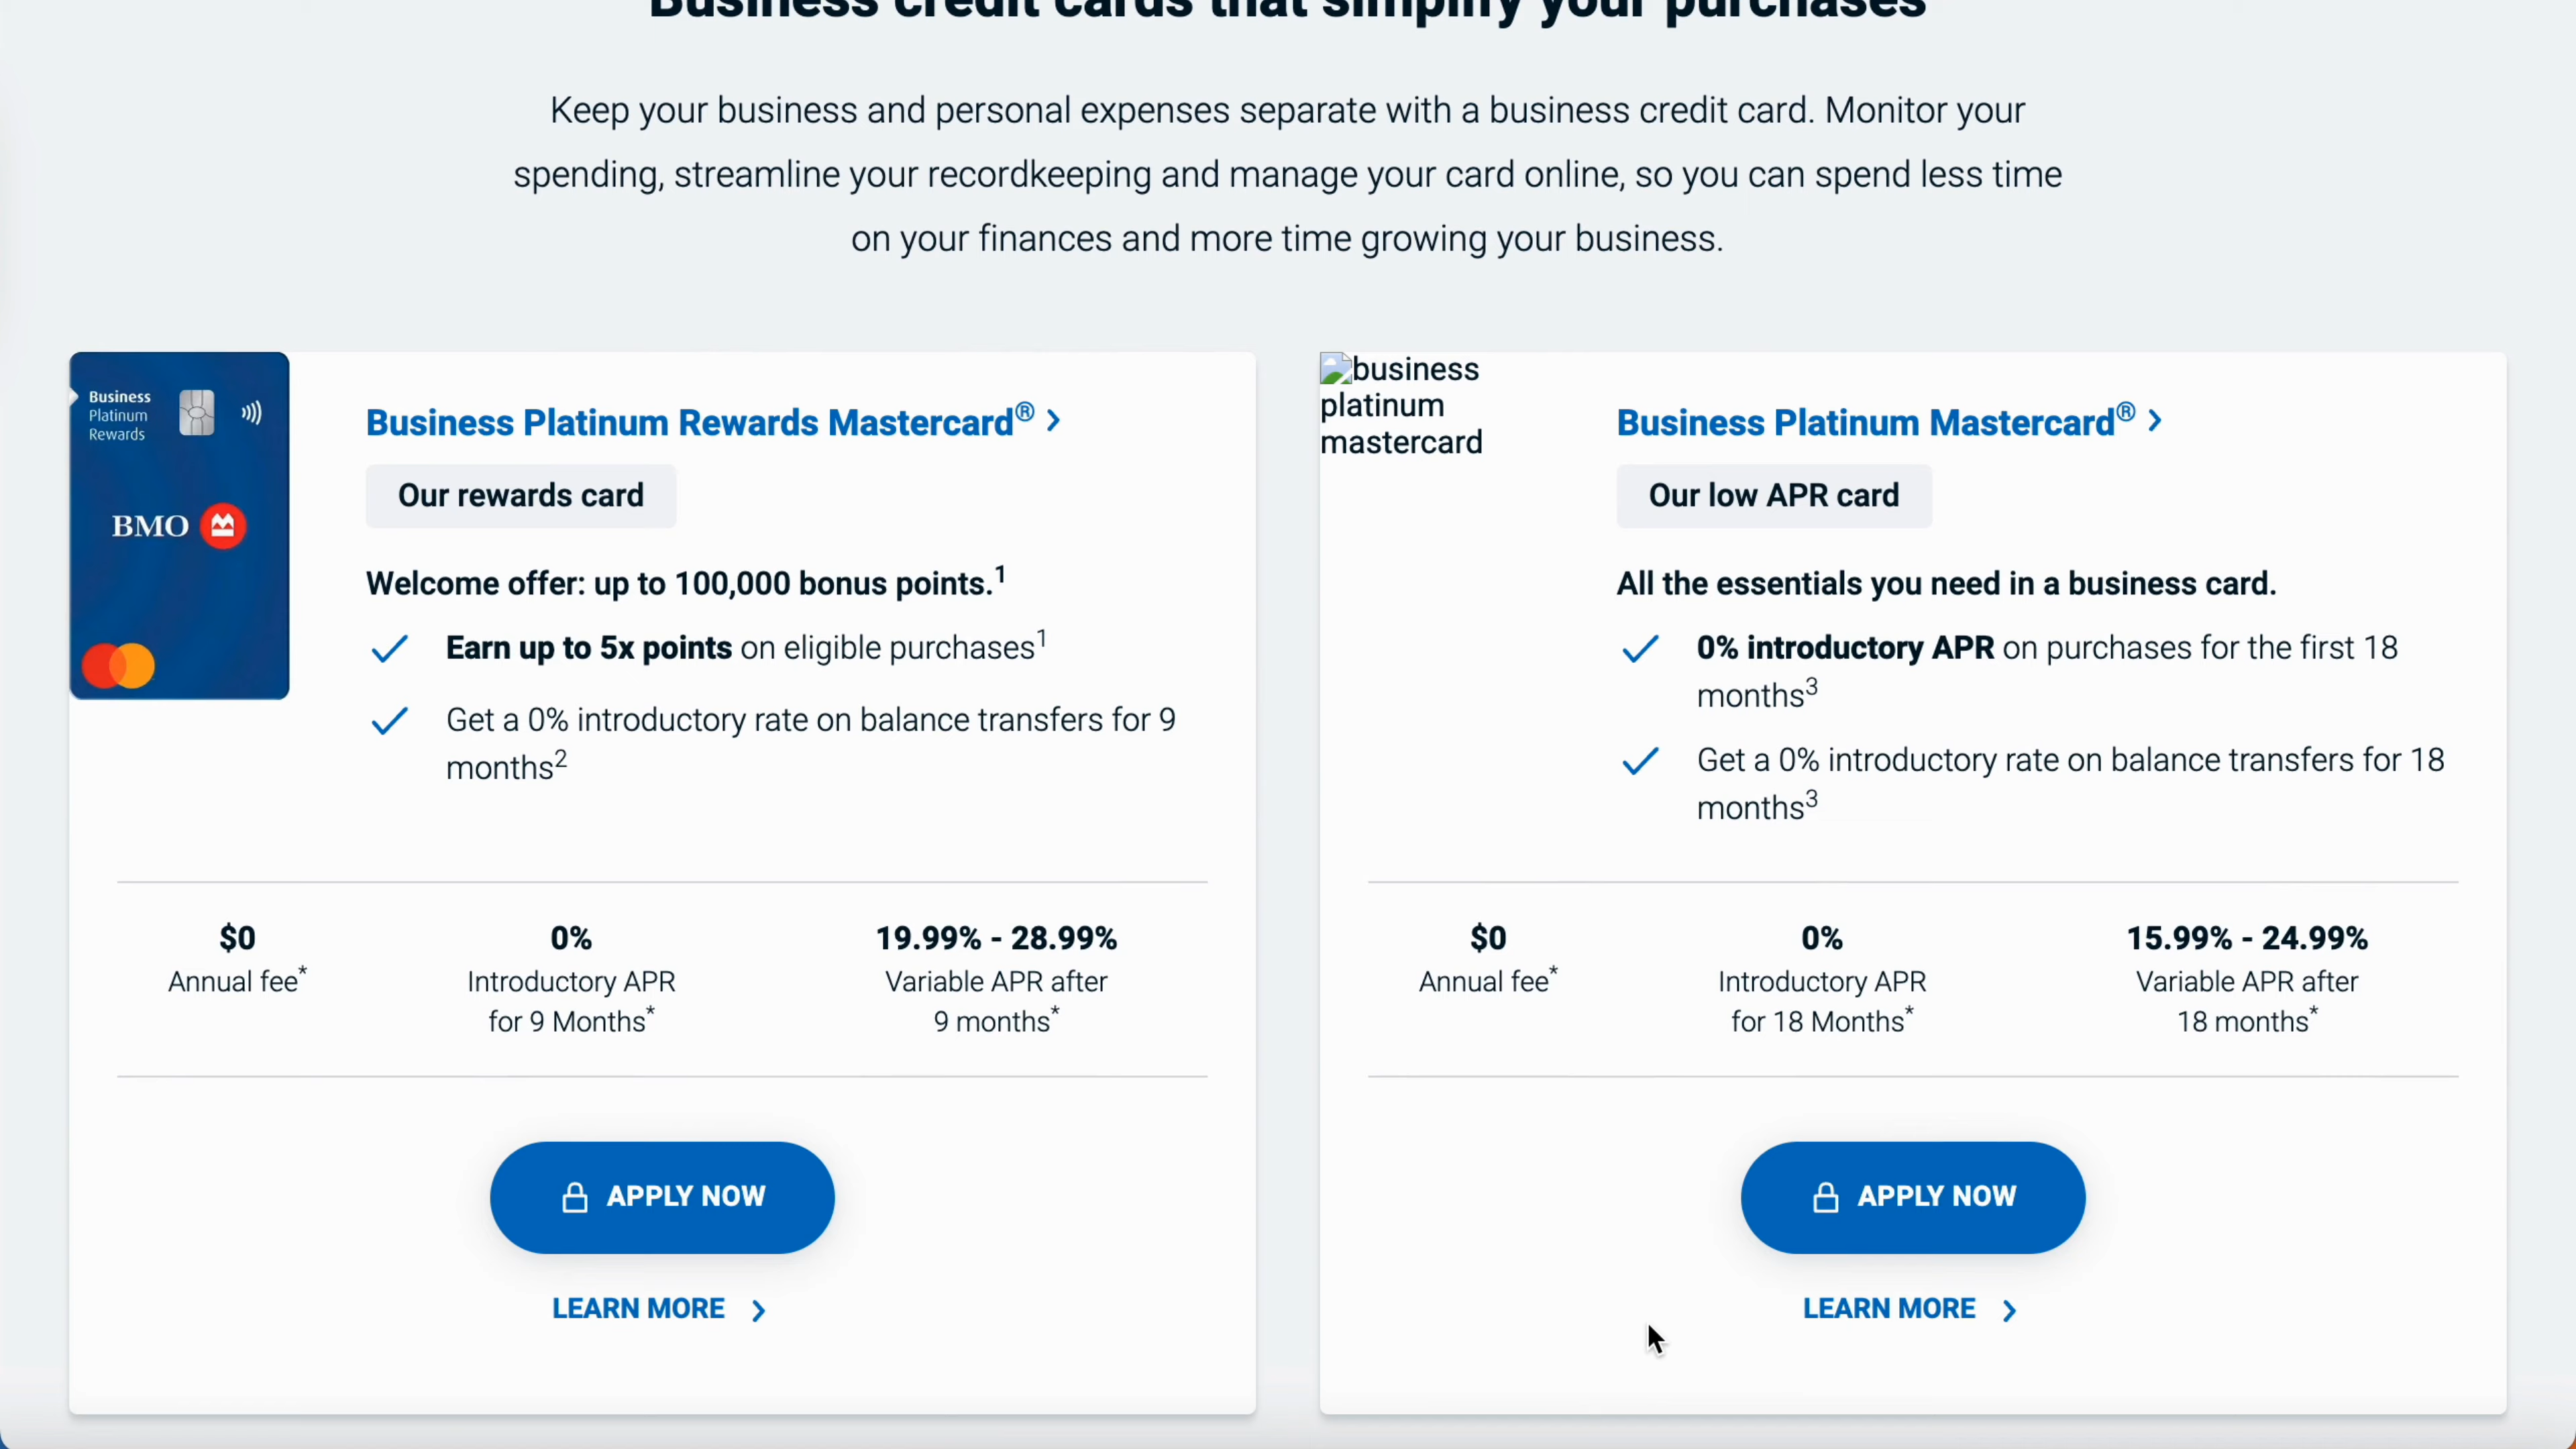 Business credit cards that simplify your purchases
Keep your business and personal expenses separate with a business credit card. Monitor your
spending, streamline your recordkeeping and manage your card online, so you can spend less time
on your finances and more time growing your business.
Business
Platinum
Rewards
BMO
Business Platinum Rewards Mastercard®
Our rewards card
Welcome offer: up to 100,000 bonus points.1
Earn up to 5x points on eligible purchases1
Get a 0% introductory rate on balance transfers for 9
months2
$0
Annual fee*
0%
Introductory APR
for 9 Months*
19.99% - 28.99%
Variable APR after
9 months*
APPLY NOW
LEARN MORE
business
platinum
mastercard
Business Platinum Mastercard®
Our low APR card
All the essentials you need in a business card.
0% introductory APR on purchases for the first 18
months3
Get a 0% introductory rate on balance transfers for 18
months3
$0
Annual fee*
0%
Introductory APR
for 18 Months*
15.99% - 24.99%
Variable APR after
18 months*
APPLY NOW
LEARN MORE